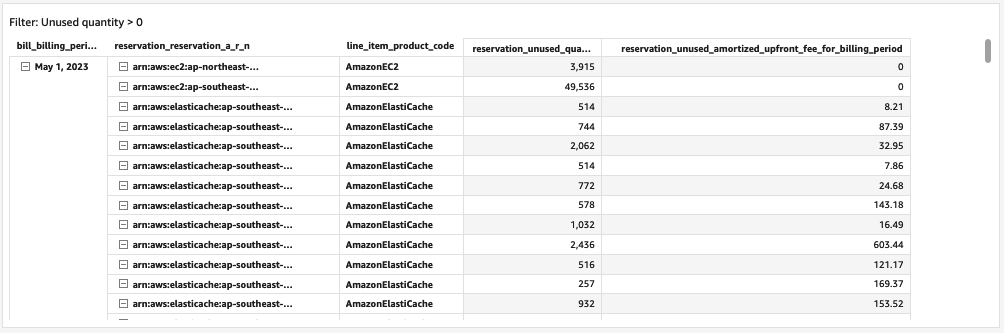 Filter: Unused quantity > 0
bill_billing_peri... reservation_reservation_a_r_n line_item_product_code reservation_unused_qua... reservation_unused_amortized_upfront_fee_for_billing_period
May 1, 2023 arn:aws:ec2:ap-northeast-... AmazonEC2 3,915 0
arn:aws:ec2:ap-southeast-... AmazonEC2 49,536 0
arn:aws:elasticache:ap-southeast-... AmazonElastiCache 514 8.21
arn:aws:elasticache:ap-southeast-... AmazonElastiCache 744 87.39
arn:aws:elasticache:ap-southeast-... AmazonElastiCache 2,062 32.95
arn:aws:elasticache:ap-southeast-... AmazonElastiCache 514 7.86
arn:aws:elasticache:ap-southeast-... AmazonElastiCache 772 24.68
arn:aws:elasticache:ap-southeast-... AmazonElastiCache 578 143.18
arn:aws:elasticache:ap-southeast-... AmazonElastiCache 1,032 16.49
arn:aws:elasticache:ap-southeast-... AmazonElastiCache 2,436 603.44
arn:aws:elasticache:ap-southeast-... AmazonElastiCache 516 121.17
arn:aws:elasticache:ap-southeast-... AmazonElastiCache 257 169.37
arn:aws:elasticache:ap-southeast-... AmazonElastiCache 932 153.52